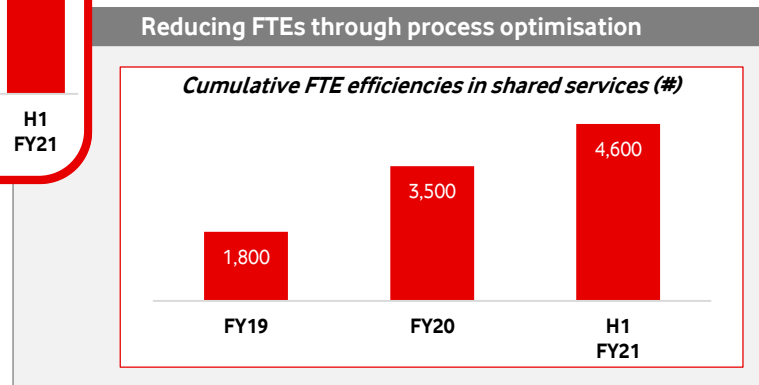 Reducing FTEs through process optimisation
Cumulative FTE efficiencies in shared services (#)
H1
FY21
4,600
3,500
1,800
FY19
FY20
H1
FY21